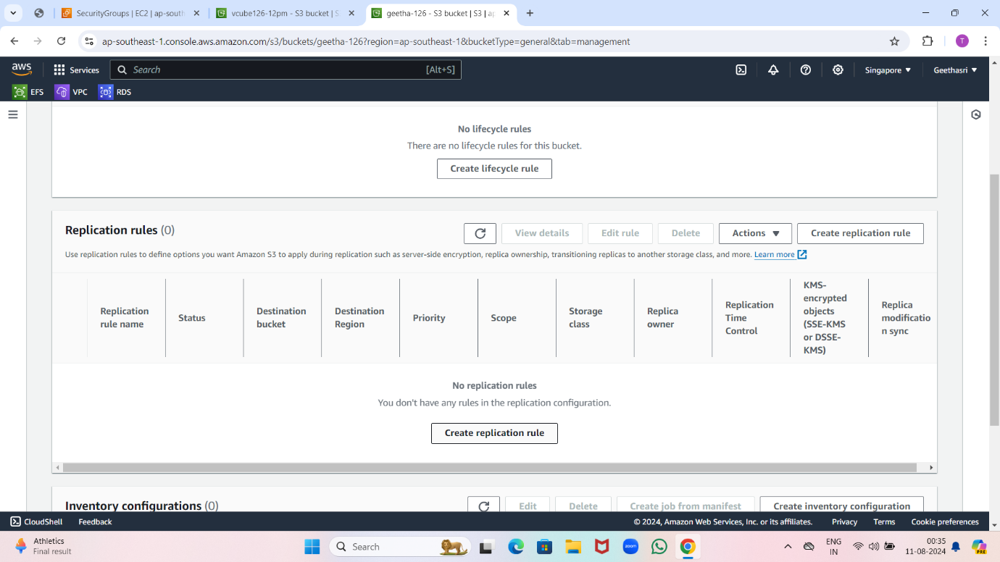 SecurityGroups | EC2 | ap-south
vcube126-12pm - S3 bucket | S
geetha-126 - S3 bucket | S3 | ap
ap-southeast-1.console.aws.amazon.com/s3/buckets/geetha-126?region=ap-southeast-1&bucketType=general&tab=management
T
aws
Services
Search
[Alt+S]
Singapore
Geethasri
EFS
VPC
RDS
No lifecycle rules
There are no lifecycle rules for this bucket.
Create lifecycle rule
Replication rules (0)
View details
Edit rule
Delete
Actions
Create replication rule
Use replication rules to define options you want Amazon S3 to apply during replication such as server-side encryption, replica ownership, transitioning replicas to another storage class, and more. Learn more
Replication
rule name
Status
Destination
bucket
Destination
Region
Priority
Scope
Storage
class
Replica
owner
Replication
Time
Control
KMS-
encrypted
objects
(SSE-KMS
or DSSE-
KMS)
Replica
modificatio
n sync
No replication rules
You don't have any rules in the replication configuration.
Create replication rule
Inventory configurations (0)
Edit
Delete
Create job from manifest
Create inventory configuration
CloudShell
Feedback
© 2024, Amazon Web Services, Inc. or its affiliates.
Privacy
Terms
Cookie preferences
Athletics
Final result
Search
zoom
ENG
IN
00:35
11-08-2024
PRE